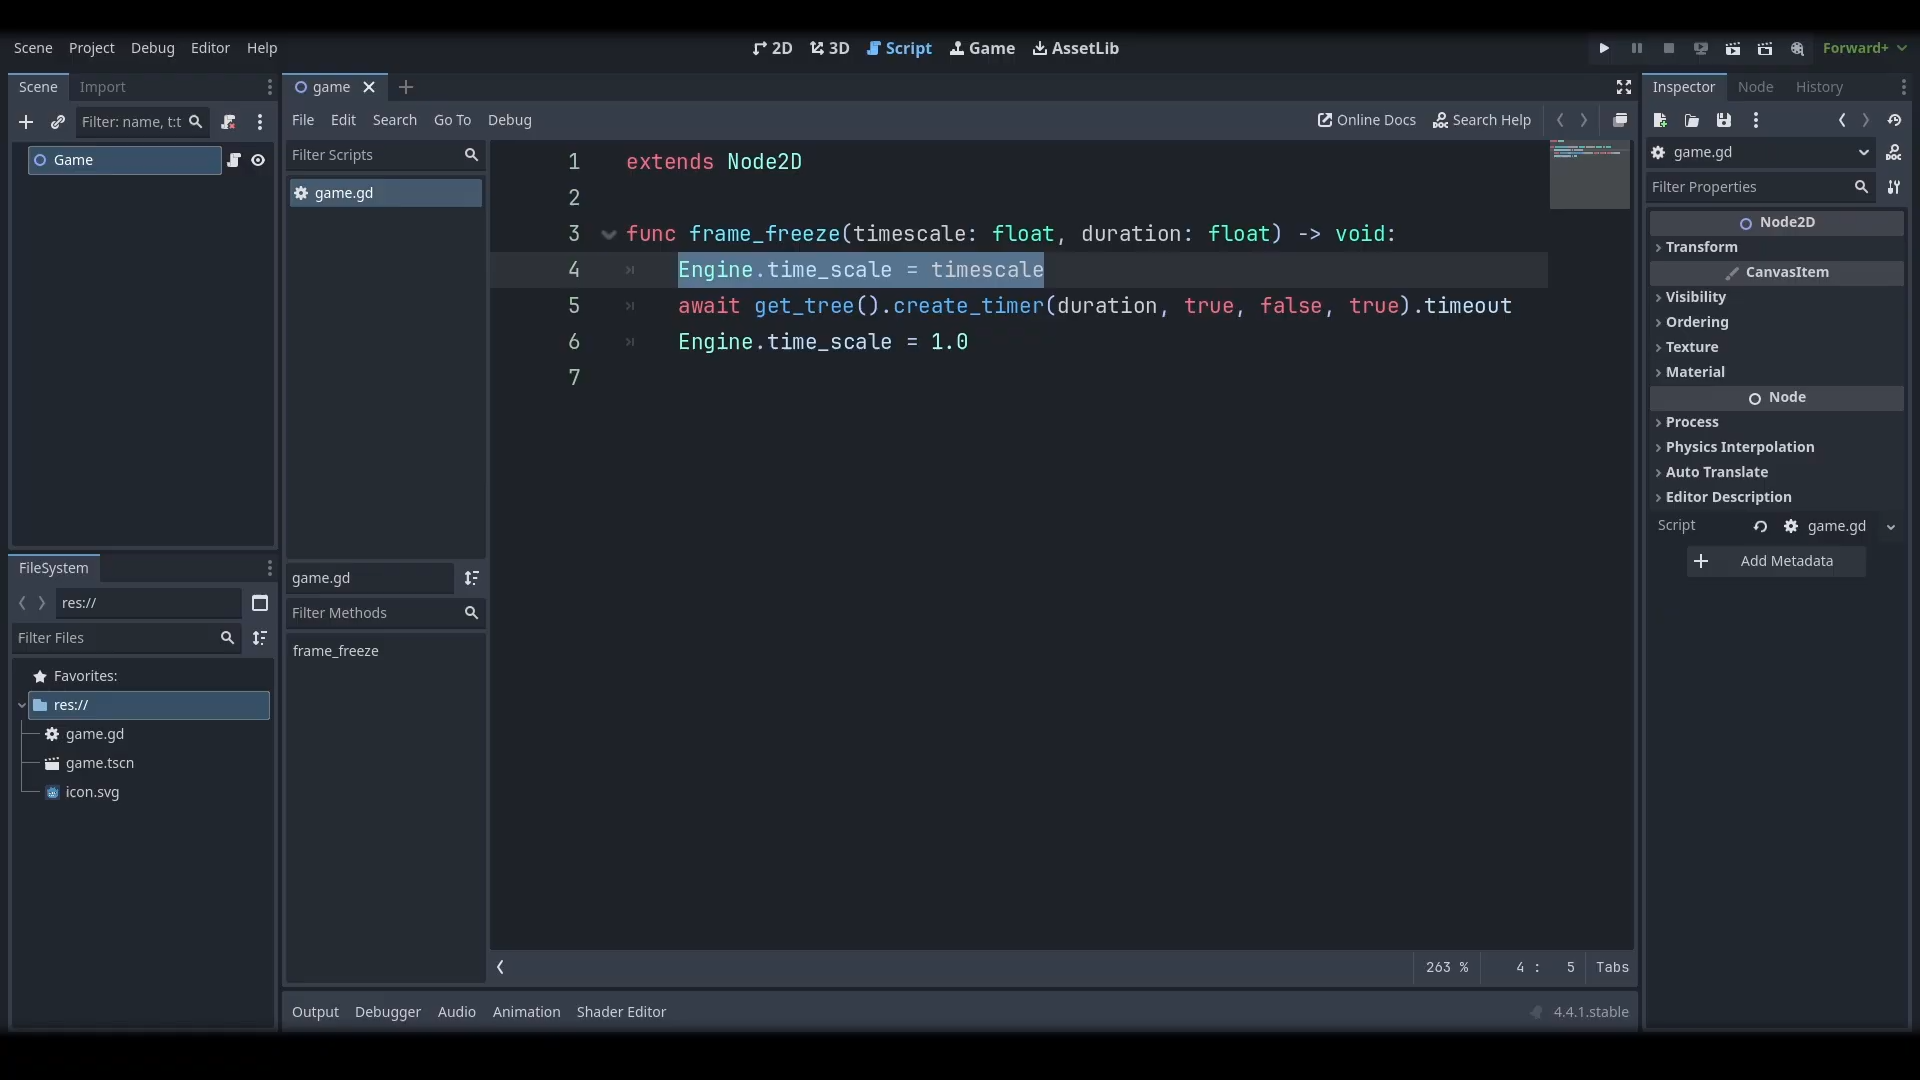 Scene Project Debug Editor Help
2D 3D Script Game AssetLib
Forward+
Scene Import
Filter: name, t:t
Game
FileSystem
res://
Filter Files
Favorites:
res://
game.gd
game.tscn
icon.svg
game
File Edit Search Go To Debug
Online Docs Search Help
Filter Scripts
game.gd
game.gd
Filter Methods
frame_freeze
1 extends Node2D
2
3 func frame_freeze(timescale: float, duration: float) -> void:
4 Engine.time_scale = timescale
5 await get_tree().create_timer(duration, true, false, true).timeout
6 Engine.time_scale = 1.0
7
263 % 4 : 5 Tabs
Output Debugger Audio Animation Shader Editor
4.4.1.stable
Inspector Node History
game.gd
DOC
Filter Properties
Node2D
Transform
CanvasItem
Visibility
Ordering
Texture
Material
Node
Process
Physics Interpolation
Auto Translate
Editor Description
Script game.gd
Add Metadata